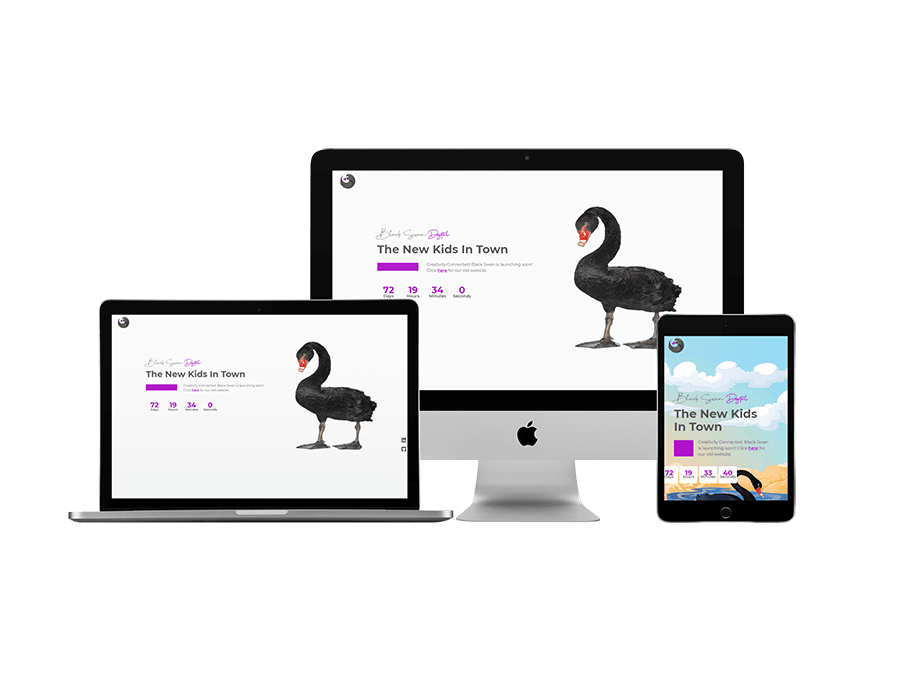 Black Swan Digital
The New Kids In Town
Creativity Connected. Black Swan is launching soon!
Click here for our old website.
72 19 34 0
Days Hours Minutes Seconds
Black Swan Digital
The New Kids In Town
Creativity Connected. Black Swan is launching soon!
Click here for our old website.
72 19 34 0
Days Hours Minutes Seconds
Black Swan Digital
The New Kids
In Town
Creativity Connected. Black Swan
is launching soon! Click here for
our old website.
72 19 33 40
Days Hours Minutes Seconds